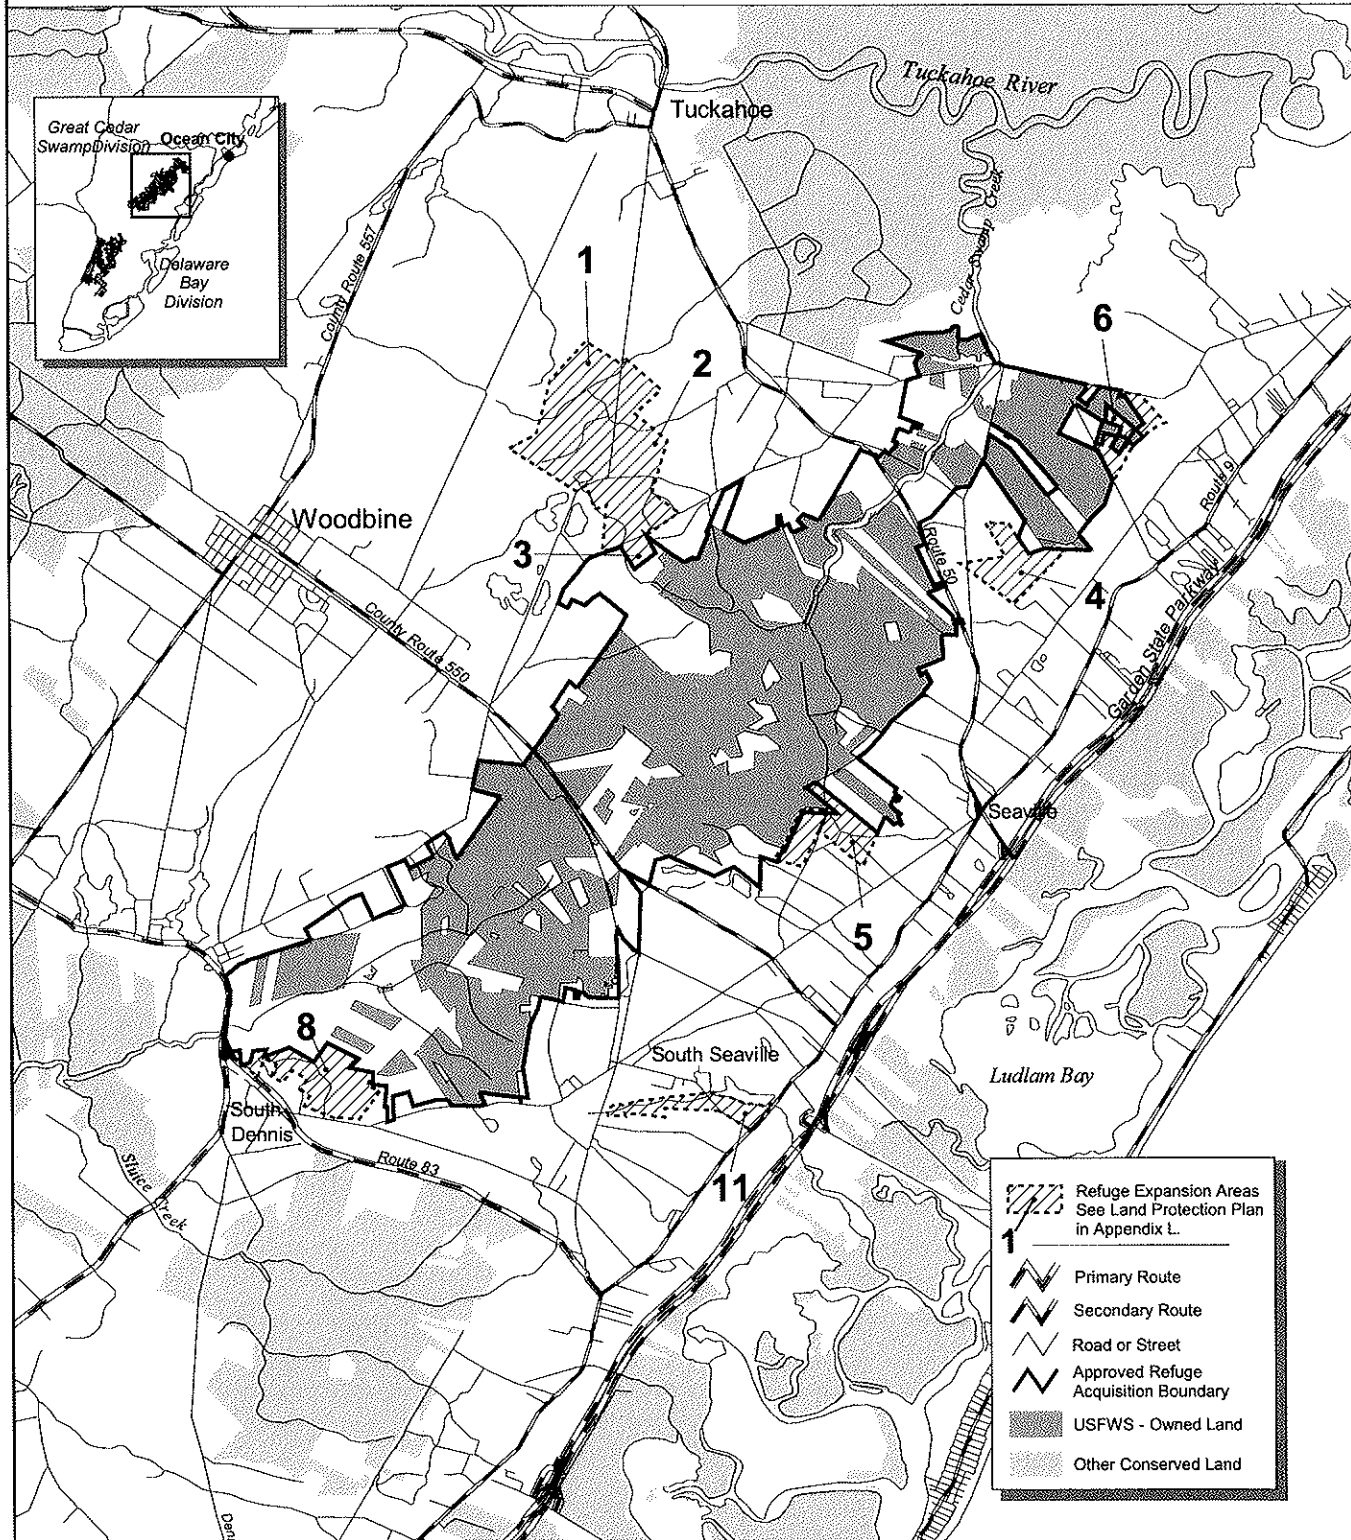 Tuckahoe River
Tuckahoe
Great Cedar
SwampDivision
Ocean City
Delaware
Bay
Division
County Route 557
Cedar Swamp Creek
1
2
6
3
Woodbine
Route 9
Route 50
4
Garden State Parkway
County Route 550
Seaville
5
8
South Seaville
Ludlam Bay
South
Dennis
Sluice Creek
Route 83
11
Refuge Expansion Areas
See Land Protection Plan
in Appendix L.
1
Primary Route
Secondary Route
Road or Street
Approved Refuge
Acquisition Boundary
USFWS - Owned Land
Other Conserved Land